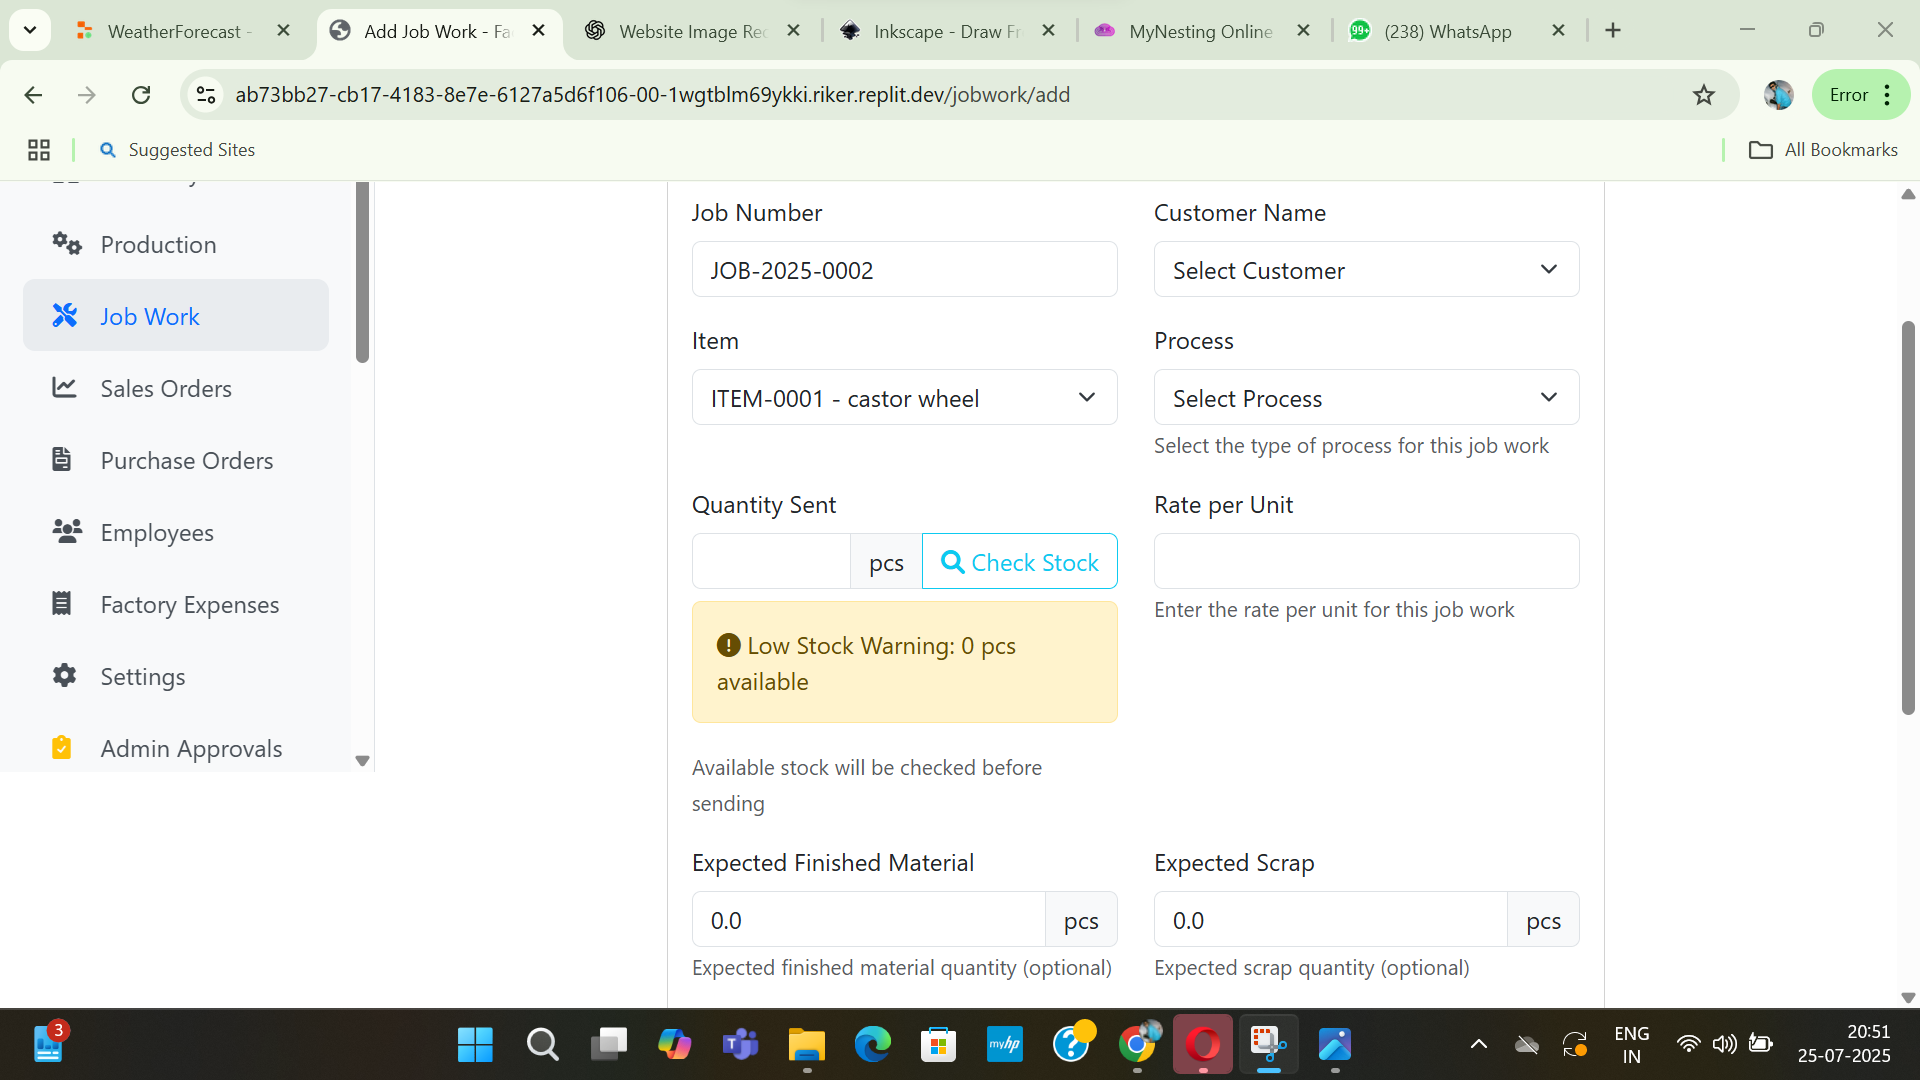 WeatherForecast -
Add Job Work - Fa
Website Image Rec
Inkscape - Draw Fr
MyNesting Online
99+
(238) WhatsApp
ab73bb27-cb17-4183-8e7e-6127a5d6f106-00-1wgtblm69ykki.riker.replit.dev/jobwork/add
Error
Suggested Sites
All Bookmarks
Production
Job Work
Sales Orders
Purchase Orders
Employees
Factory Expenses
Settings
Admin Approvals
Job Number
Customer Name
JOB-2025-0002
Select Customer
Item
Process
ITEM-0001 - castor wheel
Select Process
Select the type of process for this job work
Quantity Sent
Rate per Unit
pcs
Check Stock
Enter the rate per unit for this job work
Low Stock Warning: 0 pcs
available
Available stock will be checked before
sending
Expected Finished Material
Expected Scrap
0.0
pcs
0.0
pcs
Expected finished material quantity (optional)
Expected scrap quantity (optional)
3
myhp
ENG
IN
20:51
25-07-2025